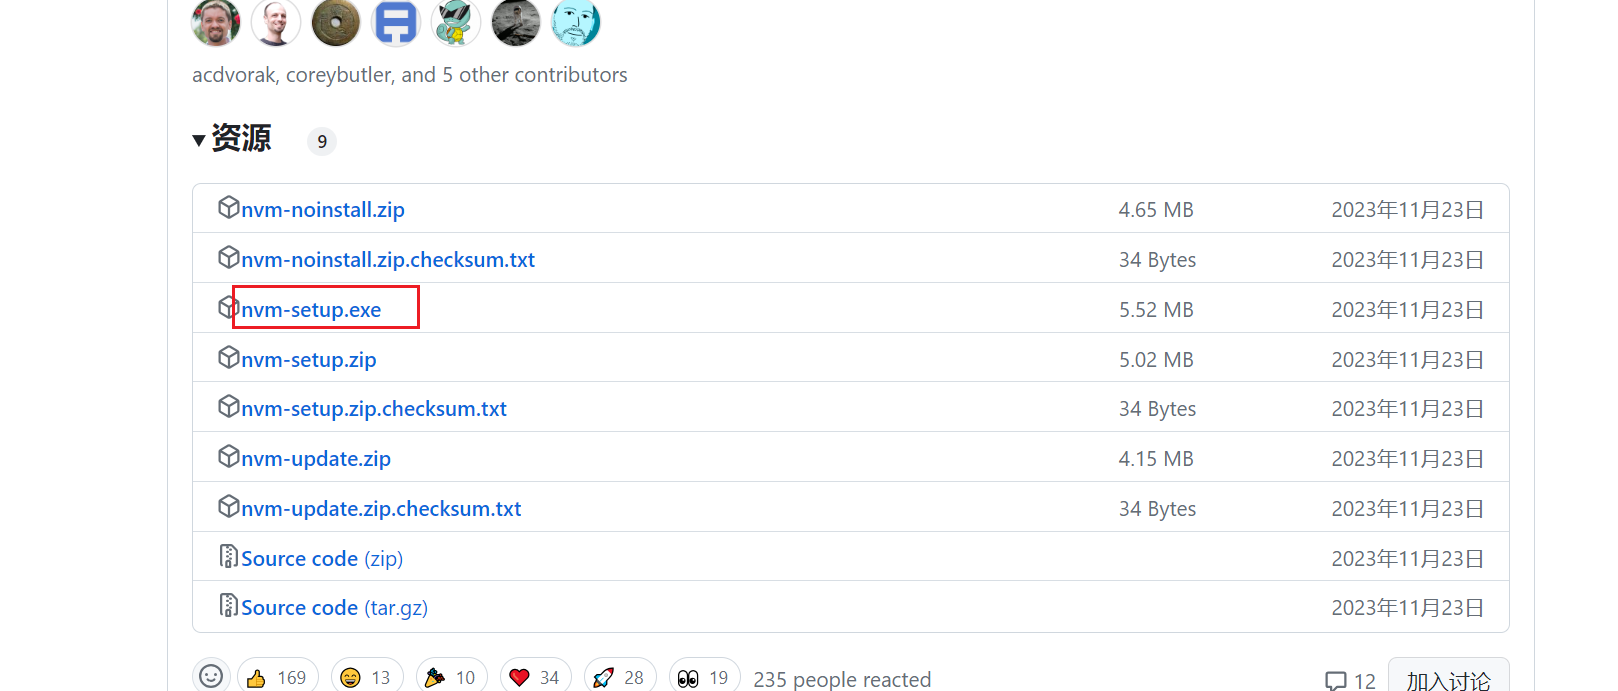 acdvorak, coreybutler, and 5 other contributors
资源 9
nvm-noinstall.zip 4.65 MB 2023年11月23日
nvm-noinstall.zip.checksum.txt 34 Bytes 2023年11月23日
nvm-setup.exe 5.52 MB 2023年11月23日
nvm-setup.zip 5.02 MB 2023年11月23日
nvm-setup.zip.checksum.txt 34 Bytes 2023年11月23日
nvm-update.zip 4.15 MB 2023年11月23日
nvm-update.zip.checksum.txt 34 Bytes 2023年11月23日
Source code (zip) 2023年11月23日
Source code (tar.gz) 2023年11月23日
169 13 10 34 28 19 235 people reacted 12 加入讨论